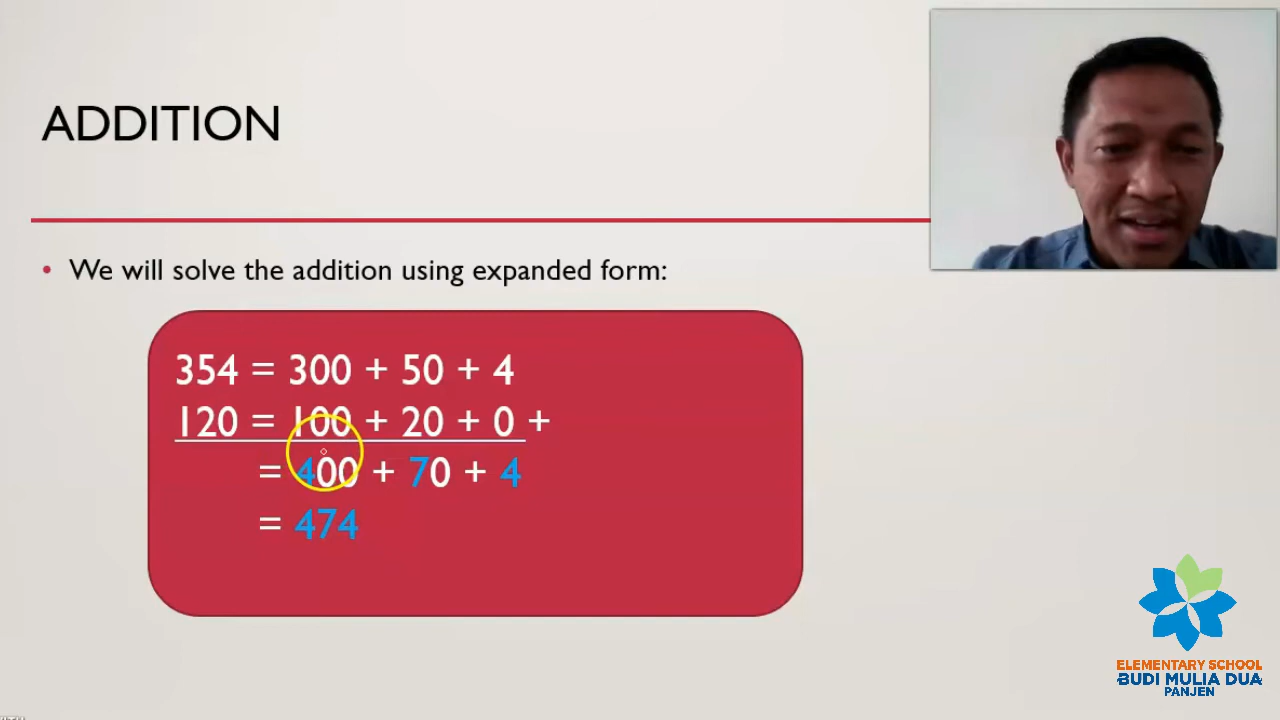 ADDITION
• We will solve the addition using expanded form:
354 = 300 + 50 + 4
120 = 100 + 20 + 0 +
= 400 + 70 + 4
= 474
ELEMENTARY SCHOOL
BUDI MULIA DUA
PANJEN